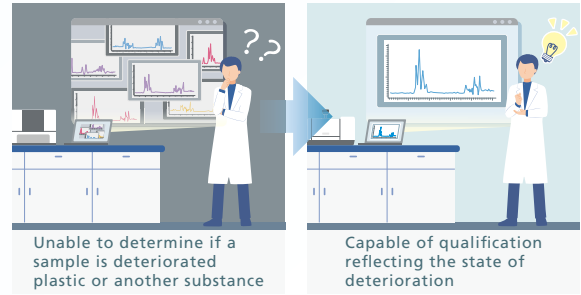 ??
Unable to determine if a
sample is deteriorated
plastic or another substance
Capable of qualification
reflecting the state of
deterioration